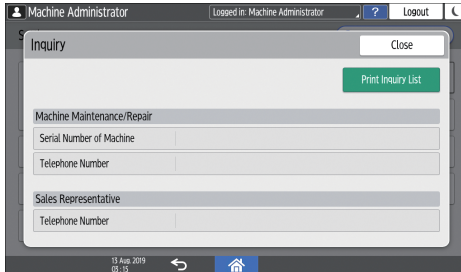 Machine Administrator
Logged in: Machine Administrator
?
Logout
Inquiry
Close
Print Inquiry List
Machine Maintenance/Repair
Serial Number of Machine
Telephone Number
Sales Representative
Telephone Number
13 Aug. 2019
03 : 15